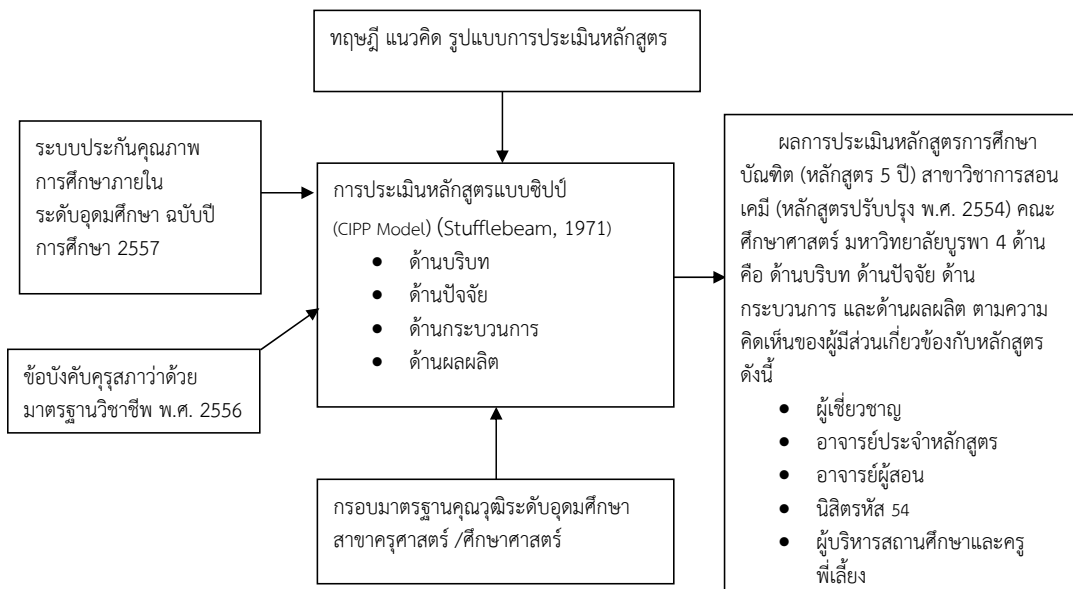 ทฤษฎี แนวคิด รูปแบบการประเมินหลักสูตร
ระบบประกันคุณภาพ
การศึกษาภายใน
ระดับอุดมศึกษา ฉบับปี
การศึกษา 2557
ข้อบังคับคุรุสภาว่าด้วย
มาตรฐานวิชาชีพ พ.ศ. 2556
การประเมินหลักสูตรแบบซิปป์
(CIPP Model) (Stufflebeam, 1971)
● ด้านบริบท
● ด้านปัจจัย
● ด้านกระบวนการ
● ด้านผลผลิต
กรอบมาตรฐานคุณวุฒิระดับอุดมศึกษา
สาขาครุศาสตร์ /ศึกษาศาสตร์
ผลการประเมินหลักสูตรการศึกษา
บัณฑิต (หลักสูตร 5 ปี) สาขาวิชาการสอน
เคมี (หลักสูตรปรับปรุง พ.ศ. 2554) คณะ
ศึกษาศาสตร์ มหาวิทยาลัยบูรพา 4 ด้าน
คือ ด้านบริบท ด้านปัจจัย ด้าน
กระบวนการ และด้านผลผลิต ตามความ
คิดเห็นของผู้มีส่วนเกี่ยวข้องกับหลักสูตร
ดังนี้
● ผู้เชี่ยวชาญ
● อาจารย์ประจำหลักสูตร
● อาจารย์ผู้สอน
● นิสิตรหัส 54
● ผู้บริหารสถานศึกษาและครู
พี่เลี้ยง